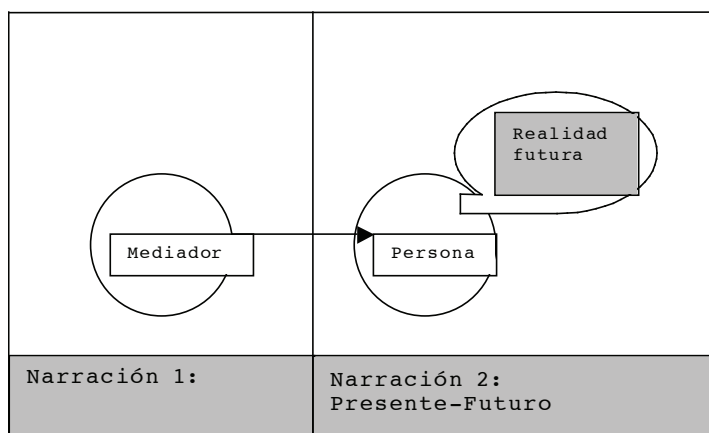 Realidad
futura
Mediador
Persona
Narración 1:
Narración 2:
Presente-Futuro